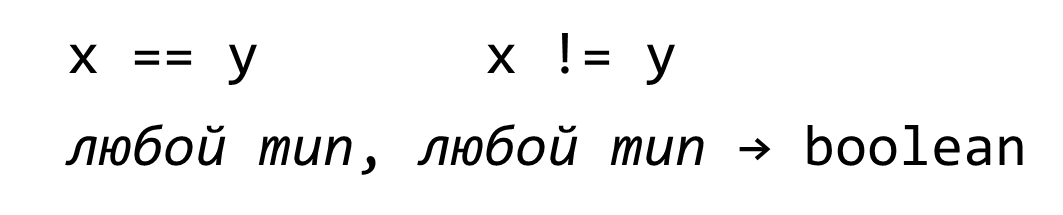 x == y x != y
любой тип, любой тип → boolean